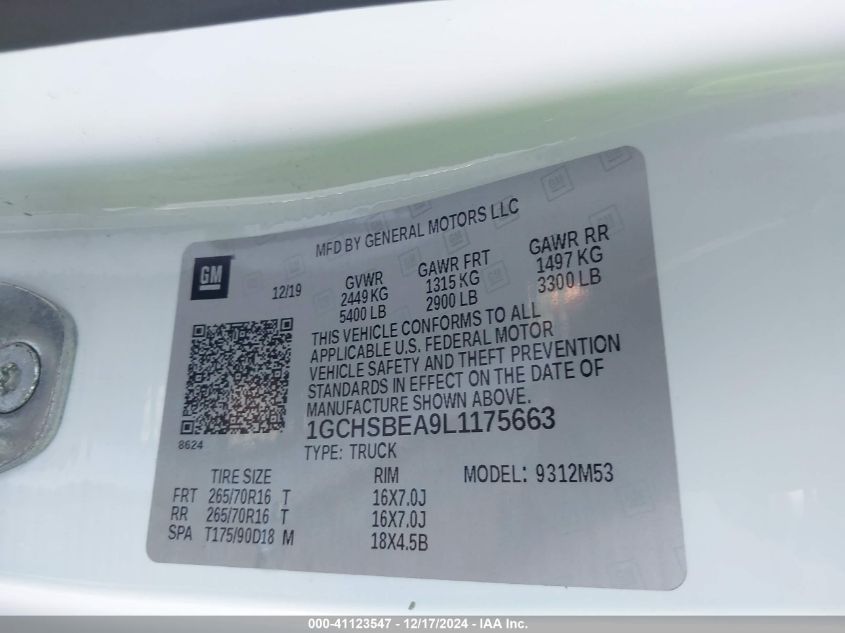 MFD BY GENERAL MOTORS LLC
GM
12/19
GVWR
2449 KG
5400 LB
GAWR FRT
1315 KG
2900 LB
GAWR RR
1497 KG
3300 LB
THIS VEHICLE CONFORMS TO ALL
APPLICABLE U.S. FEDERAL MOTOR
VEHICLE SAFETY AND THEFT PREVENTION
STANDARDS IN EFFECT ON THE DATE OF
MANUFACTURE SHOWN ABOVE.
8624
1GCHSBEA9L1175663
TYPE: TRUCK
TIRE SIZE RIM MODEL: 9312M53
FRT 265/70R16 T 16X7.0J
RR 265/70R16 T 16X7.0J
SPA T175/90D18 M 18X4.5B
000-41123547 - 12/17/2024 - IAA Inc.